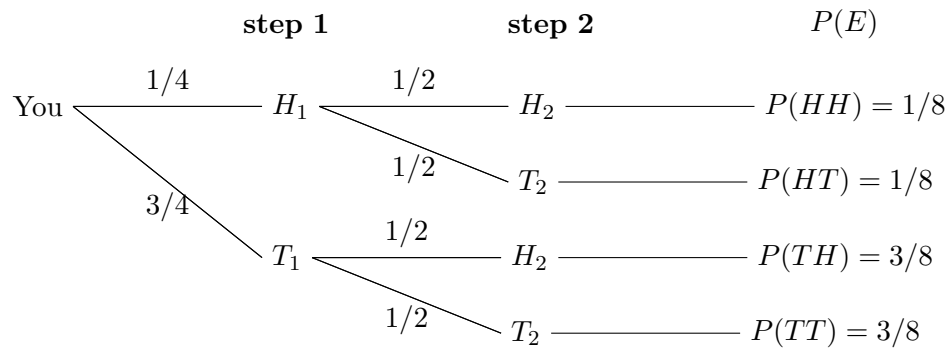 step 1 step 2 P(E)
1/4 1/2
You H₁ H₂ P(HH) = 1/8
1/2
T₂ P(HT) = 1/8
3/4
1/2
T₁ H₂ P(TH) = 3/8
1/2
T₂ P(TT) = 3/8